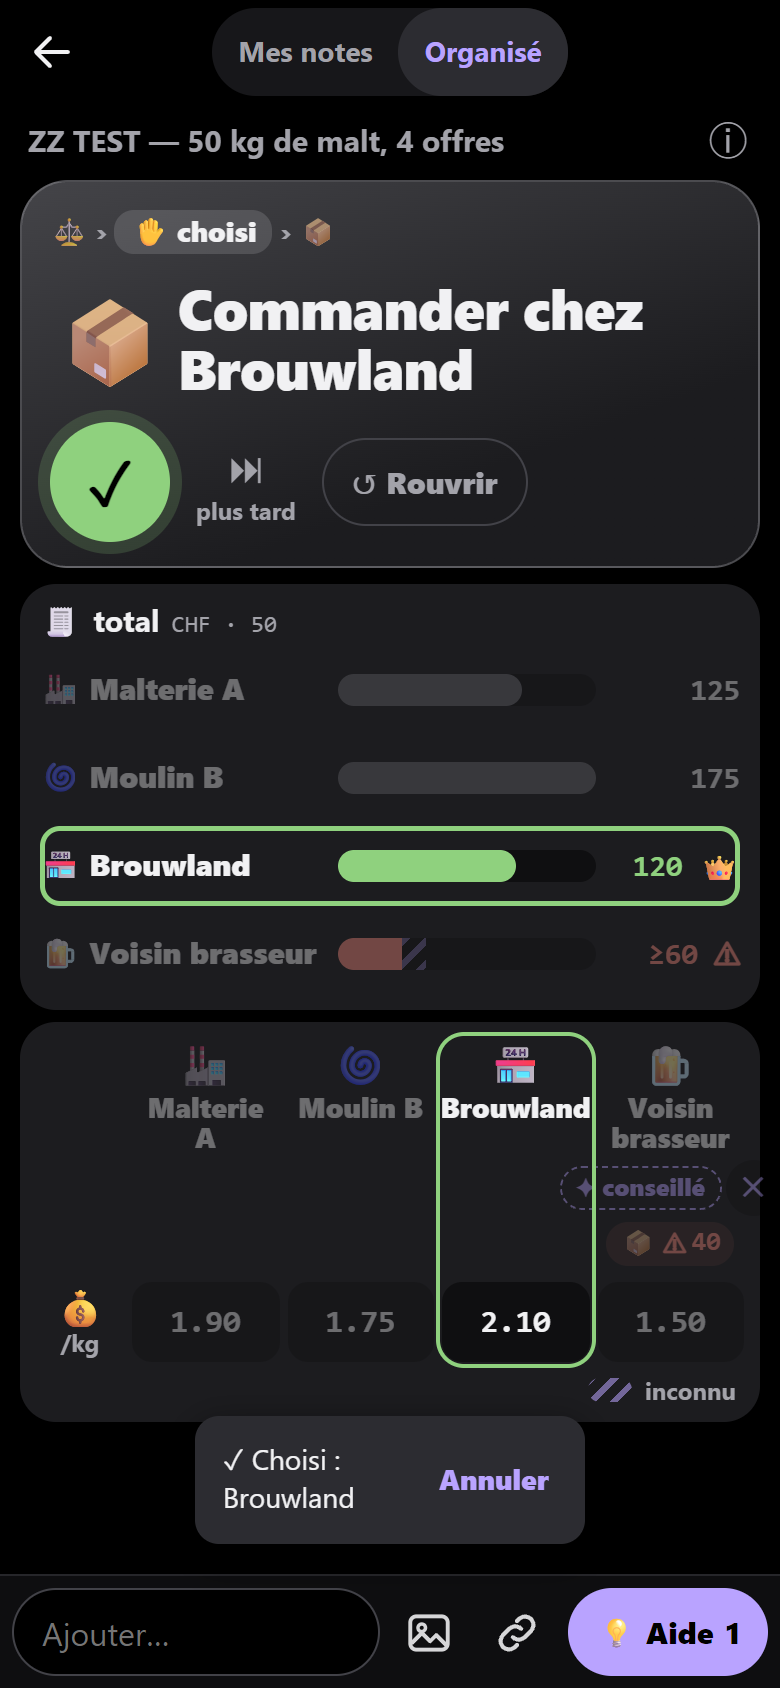 Mes notes Organisé
ZZ TEST — 50 kg de malt, 4 offres
choisi
Commander chez
Brouwland
plus tard
Rouvrir
total CHF · 50
Malterie A 125
Moulin B 175
24 H
Brouwland 120
Voisin brasseur ≥60
24 H
Malterie A
Moulin B
Brouwland
Voisin brasseur
conseillé
40
/kg 1.90 1.75 2.10 1.50
inconnu
✓ Choisi :
Brouwland
Annuler
Ajouter...
Aide 1